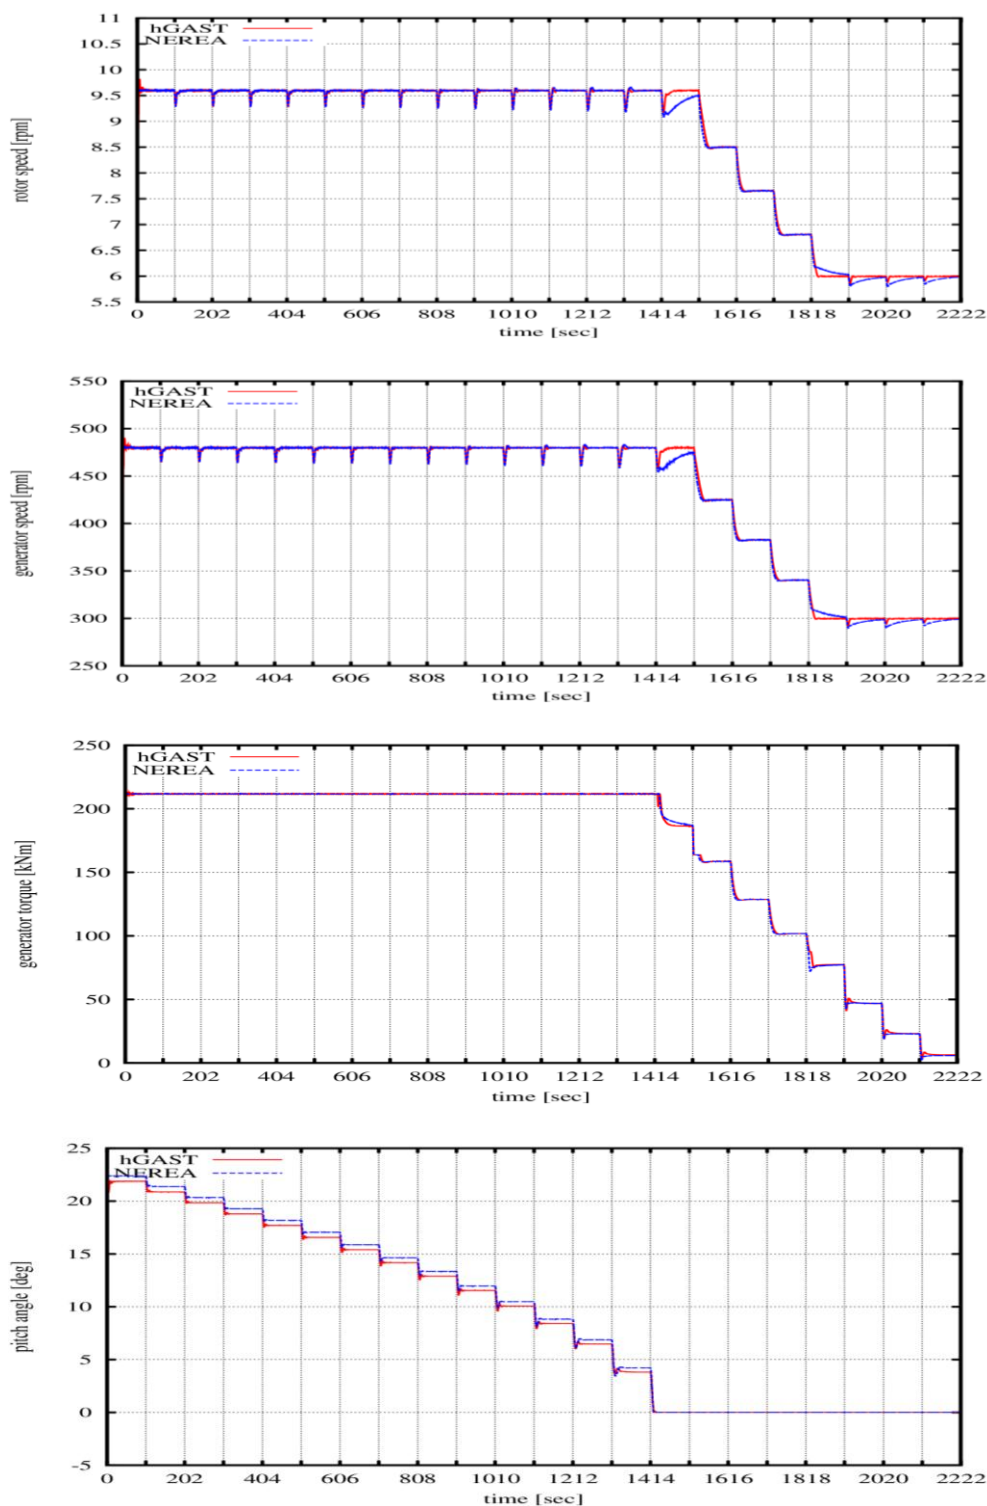 11
hGAST
10.5
NEREA
10
9.5
9
8.5
8
7.5
7
6.5
6
5.5
rotor speed [rpm]
0 202 404 606 808 1010 1212 1414 1616 1818 2020 2222
time [sec]
550
hGAST
NEREA
500
450
400
350
300
250
generator speed [rpm]
0 202 404 606 808 1010 1212 1414 1616 1818 2020 2222
time [sec]
250
hGAST
NEREA
200
150
100
50
0
generator torque [kNm]
0 202 404 606 808 1010 1212 1414 1616 1818 2020 2222
time [sec]
25
hGAST
NEREA
20
15
10
5
0
-5
pitch angle [deg]
0 202 404 606 808 1010 1212 1414 1616 1818 2020 2222
time [sec]